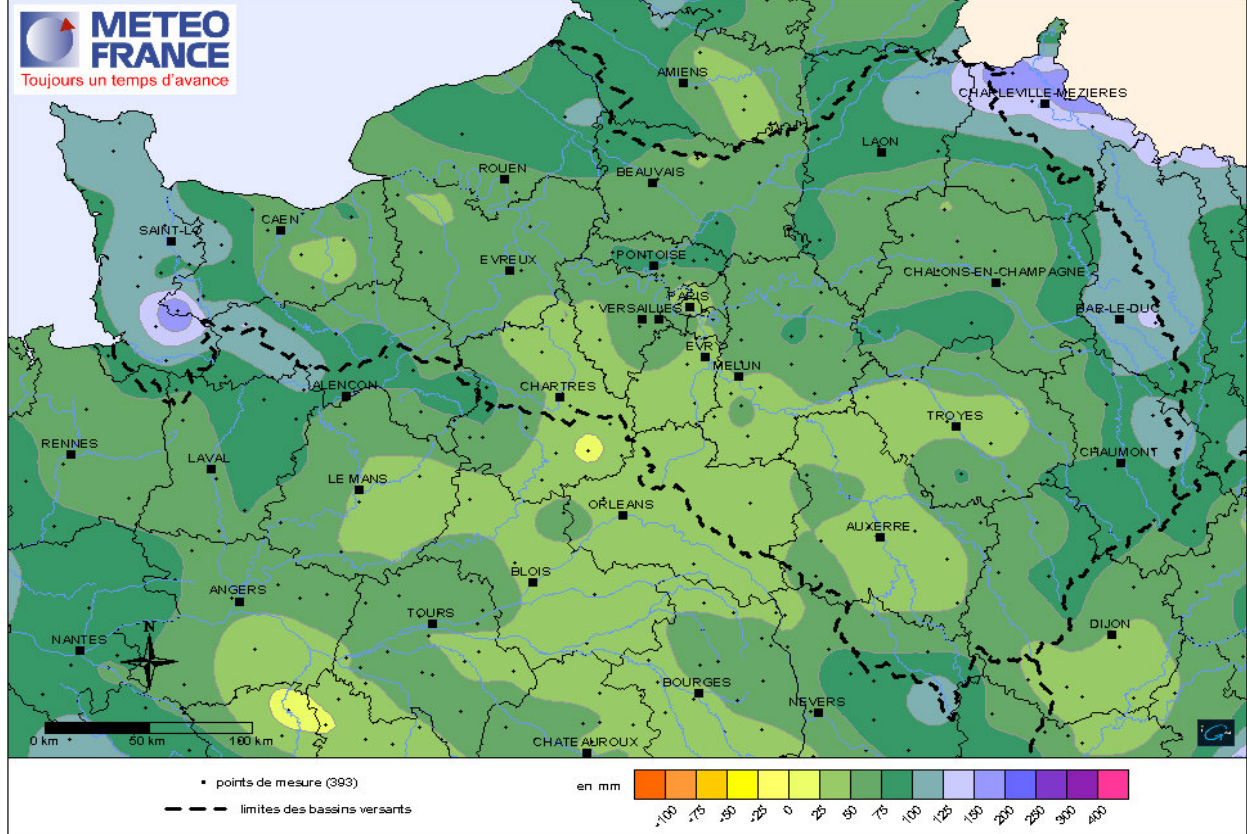 METEO
FRANCE
Toujours un temps d'avance
AMIENS
CHARLEVILLE-MEZIERES
LAON
ROUEN
BEAUVAIS
SAINT-LO
CAEN
EVREUX
PONTOISE
CHALONS-EN-CHAMPAGNE
PARIS
VERSAILLES
BAR-LE-DUC
EVRY
MELUN
ALENCON
CHARTRES
TROYES
RENNES
LAVAL
CHAUMONT
LE MANS
ORLEANS
AUXERRE
BLOIS
ANGERS
TOURS
N
NANTES
DIJON
BOURGES
NEVERS
0 km 50 km 100 km
CHATEAUROUX
points de mesure (393)
limites des bassins versants
en mm
-100 -75 -50 -25 0 25 50 75 100 125 150 200 250 300 400